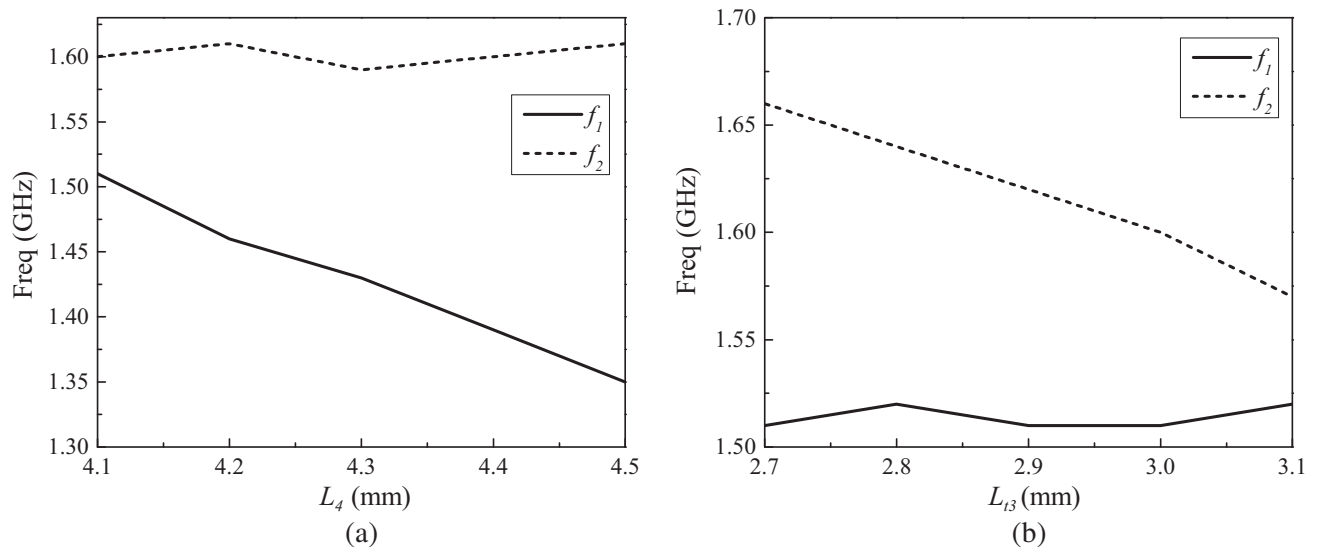 1.60
1.55
1.50
1.45
1.40
1.35
1.30
Freq (GHz)
f1
f2
4.1 4.2 4.3 4.4 4.5
L4 (mm)
(a)
1.70
1.65
1.60
1.55
1.50
Freq (GHz)
f1
f2
2.7 2.8 2.9 3.0 3.1
Lt3 (mm)
(b)